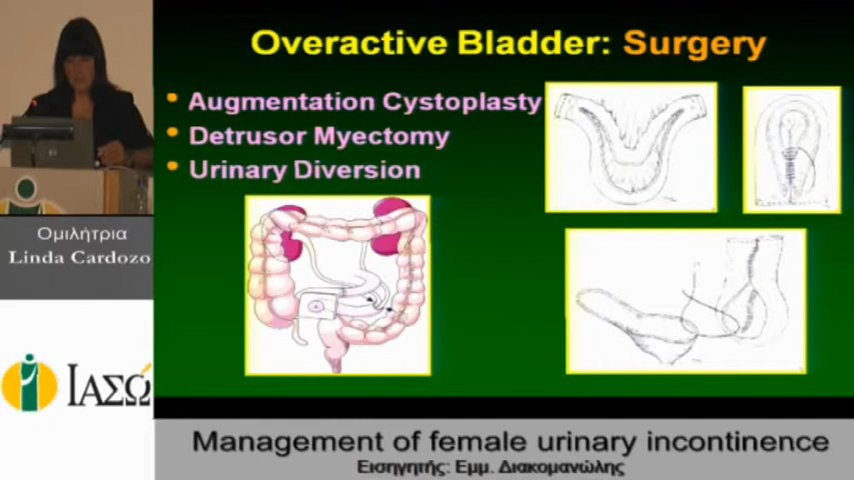 Overactive Bladder: Surgery
• Augmentation Cystoplasty
• Detrusor Myectomy
• Urinary Diversion
Ομιλήτρια
Linda Cardozo
ΙΑΣΩ
Management of female urinary incontinence
Εισηγητής: Εμμ. Διακομανώλης